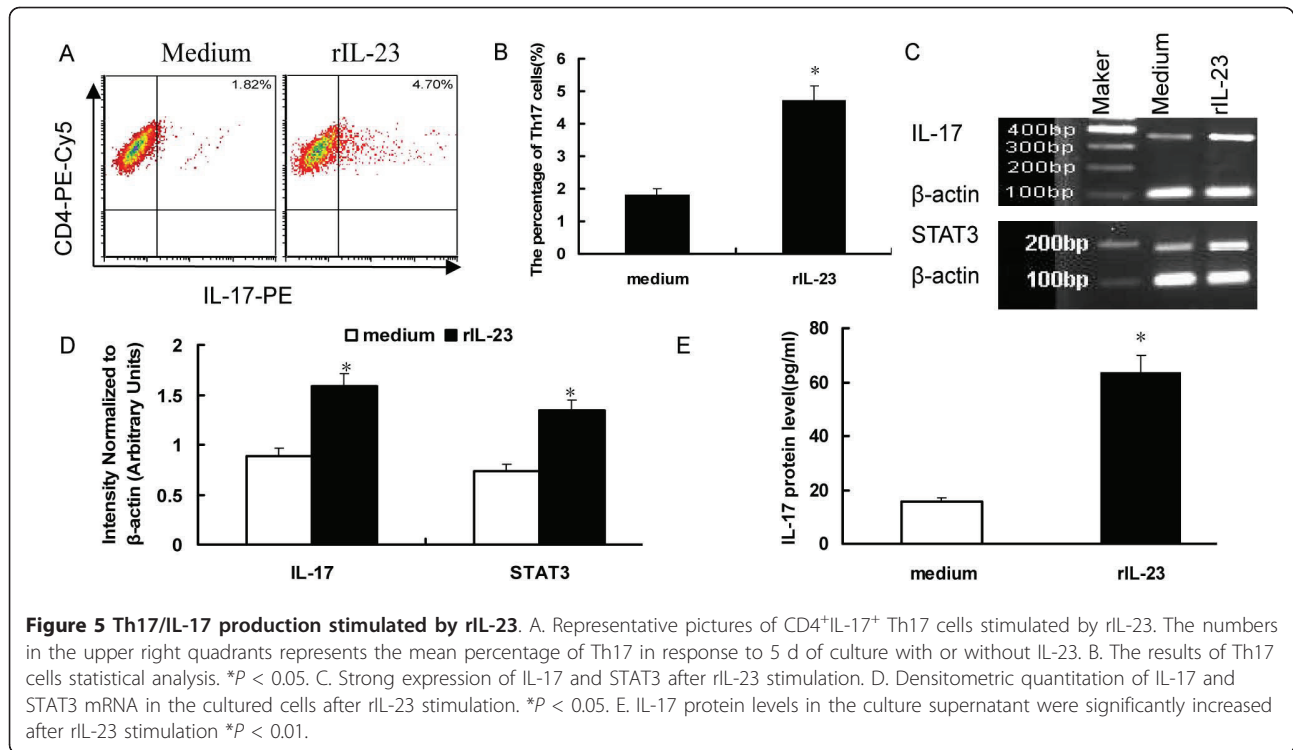 A
Medium
rIL-23
1.82%
4.70%
CD4-PE-Cy5
IL-17-PE
B
The percentage of Th17 cells(%)
6
5
4
3
2
1
0
*
medium
rIL-23
C
Maker
Medium
rIL-23
IL-17
400bp
300bp
200bp
β-actin
100bp
STAT3
200bp
β-actin
100bp
D
medium
rIL-23
Intensity Normalized to
β-actin (Arbitrary Units)
2
1.5
1
0.5
0
*
*
IL-17
STAT3
E
IL-17 protein level(pg/ml)
80
60
40
20
0
*
medium
rIL-23
Figure 5 Th17/IL-17 production stimulated by rIL-23. A. Representative pictures of CD4⁺IL-17⁺ Th17 cells stimulated by rIL-23. The numbers
in the upper right quadrants represents the mean percentage of Th17 in response to 5 d of culture with or without IL-23. B. The results of Th17
cells statistical analysis. *P < 0.05. C. Strong expression of IL-17 and STAT3 after rIL-23 stimulation. D. Densitometric quantitation of IL-17 and
STAT3 mRNA in the cultured cells after rIL-23 stimulation. *P < 0.05. E. IL-17 protein levels in the culture supernatant were significantly increased
after rIL-23 stimulation *P < 0.01.